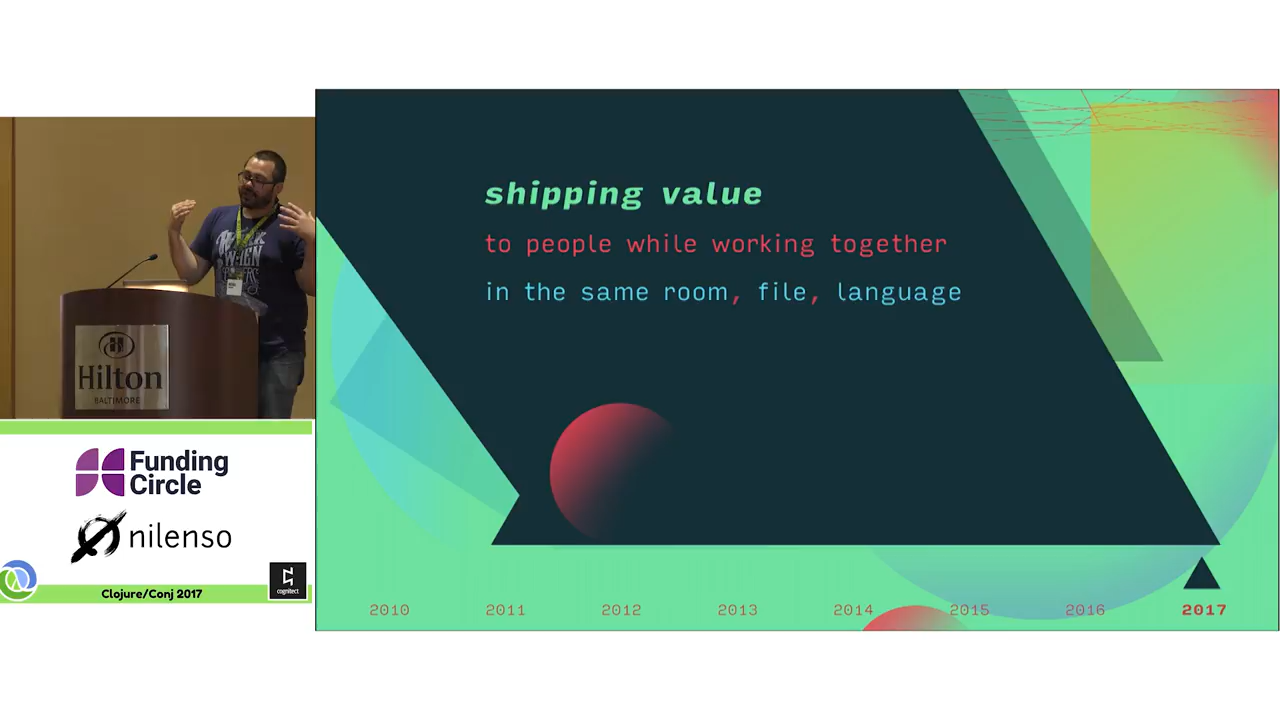 shipping value
to people while working together
in the same room, file, language
WHEN
Hilton
BALTIMORE
Funding
Circle
nilenso
Clojure/Conj 2017
cognitect
2010 2011 2012 2013 2014 2015 2016 2017